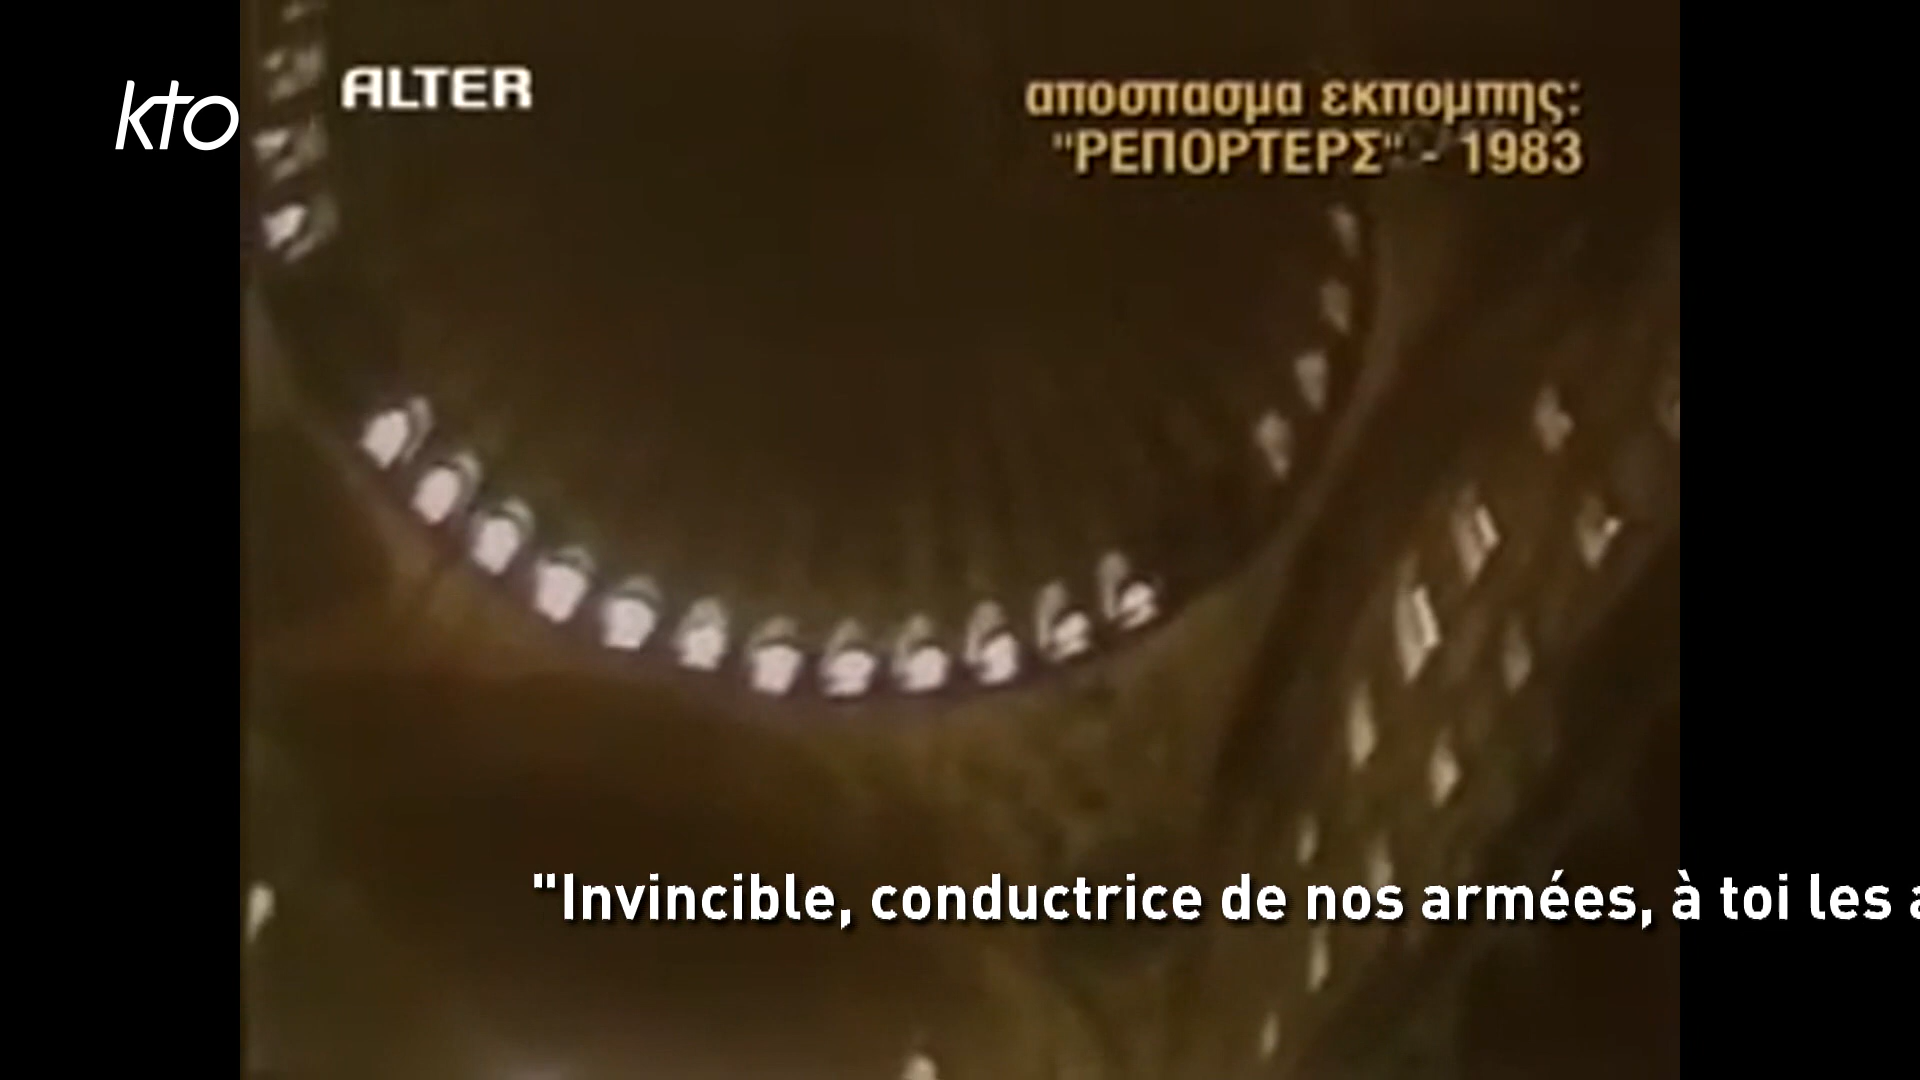 kto
ALTER
αποσπασμα εκπομπης:
"ΡΕΠΟΡΤΕΡΣ" - 1983
"Invincible, conductrice de nos armées, à toi les a